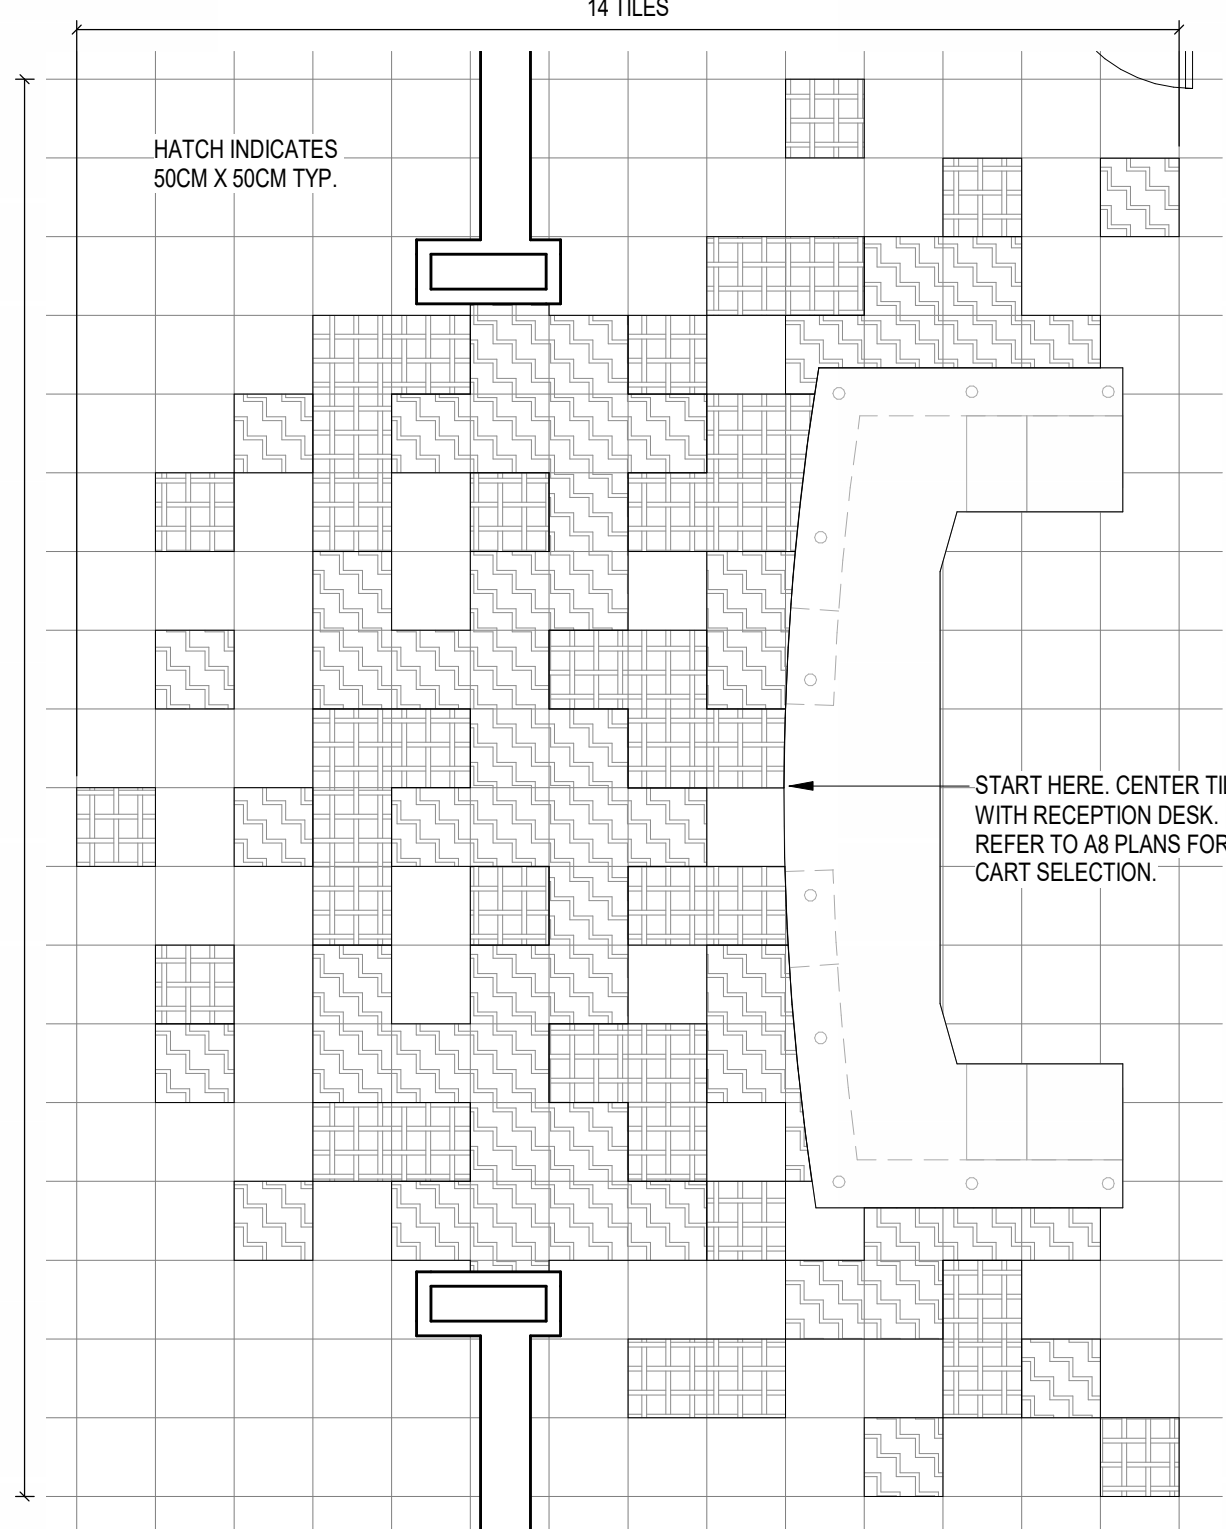 14 TILES
HATCH INDICATES
50CM X 50CM TYP.
START HERE. CENTER
WITH RECEPTION DESK.
REFER TO A8 PLANS FOR
CART SELECTION.